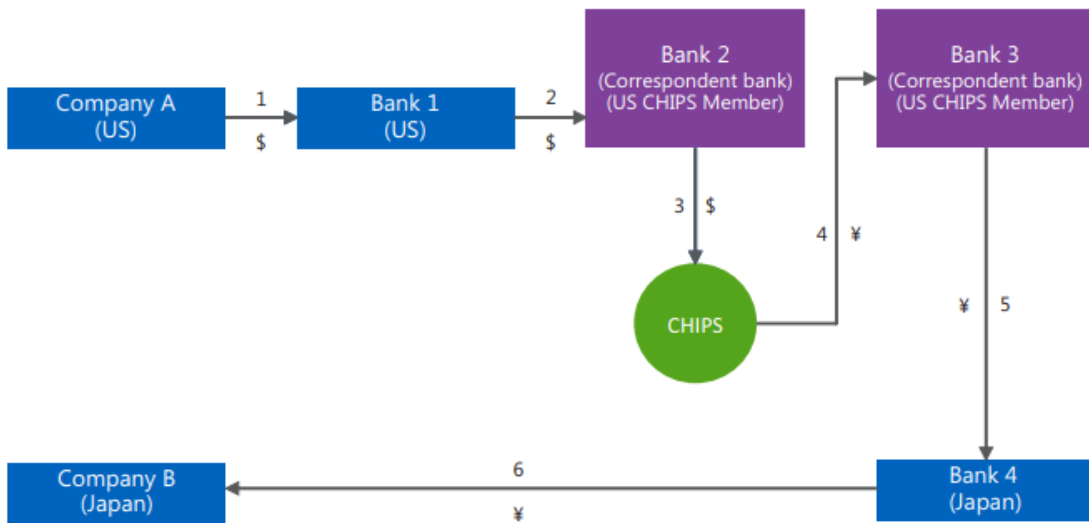 Company A
(US)
1
$
Bank 1
(US)
2
$
Bank 2
(Correspondent bank)
(US CHIPS Member)
Bank 3
(Correspondent bank)
(US CHIPS Member)
3 $
4 ¥
¥ 5
CHIPS
Company B
(Japan)
6
¥
Bank 4
(Japan)